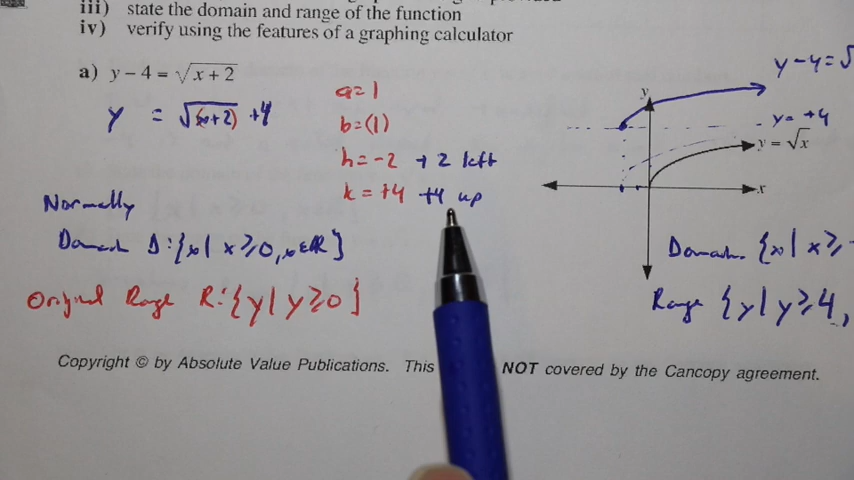 iii) state the domain and range of the function
iv) verify using the features of a graphing calculator
a) y − 4 = √x + 2
y = √(x+2) +4
a=1
b=(1)
h=-2 → 2 left
k = +4 +4 up
y-4=√
y= +4
y = √x
y
x
Normally
Domain D:{x| x≥0, x∈R}
Original Range R:{y| y≥0}
Domain {x| x≥-
Range {y| y≥4,
Copyright © by Absolute Value Publications. This NOT covered by the Cancopy agreement.